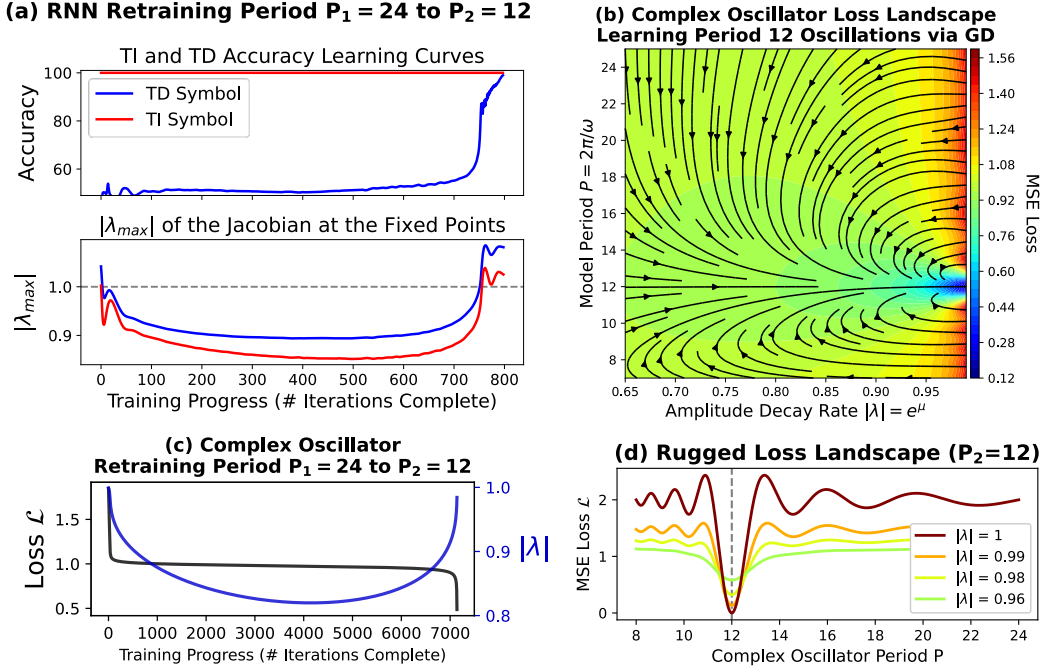 (a) RNN Retraining Period P₁ = 24 to P₂ = 12
TI and TD Accuracy Learning Curves
Accuracy
100
80
60
TD Symbol
TI Symbol
|λmax| of the Jacobian at the Fixed Points
|λmax|
1.0
0.9
0 100 200 300 400 500 600 700 800
Training Progress (# Iterations Complete)
(b) Complex Oscillator Loss Landscape
Learning Period 12 Oscillations via GD
Model Period P = 2π/ω
24
22
20
18
16
14
12
10
8
0.65 0.70 0.75 0.80 0.85 0.90 0.95
Amplitude Decay Rate |λ| = e^μ
1.56
1.40
1.24
1.08
0.92
0.76
0.60
0.44
0.28
0.12
MSE Loss
(c) Complex Oscillator
Retraining Period P₁ = 24 to P₂ = 12
Loss ℒ
1.5
1.0
0.5
1.0
0.9
0.8
|λ|
0 1000 2000 3000 4000 5000 6000 7000
Training Progress (# Iterations Complete)
(d) Rugged Loss Landscape (P₂=12)
MSE Loss ℒ
2
1
0
|λ| = 1
|λ| = 0.99
|λ| = 0.98
|λ| = 0.96
8 10 12 14 16 18 20 22 24
Complex Oscillator Period P